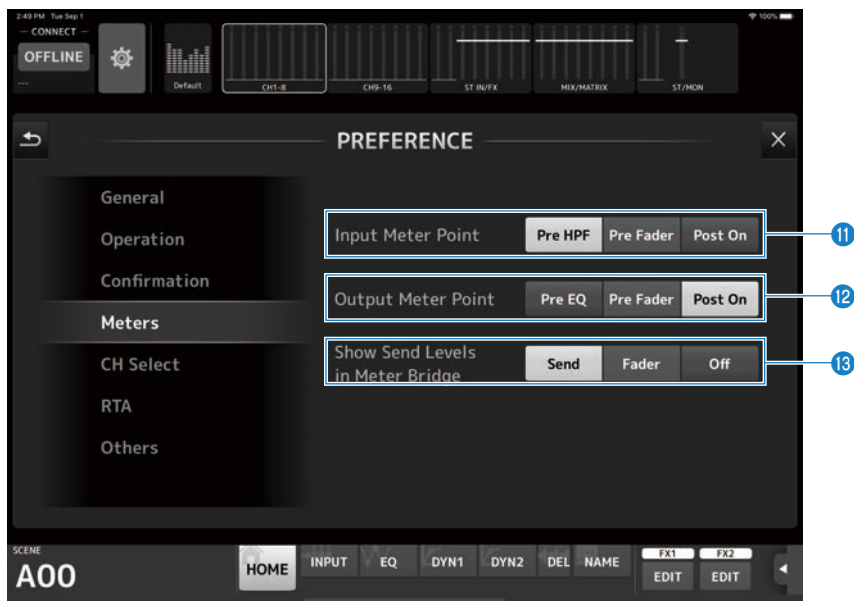 2:49 PM Tue Sep 1
100%
CONNECT
OFFLINE
---
Default
CH1-8
CH9-16
ST IN/FX
MIX/MATRIX
ST/MON
PREFERENCE
General
Operation
Confirmation
Meters
CH Select
RTA
Others
Input Meter Point
Pre HPF
Pre Fader
Post On
11
Output Meter Point
Pre EQ
Pre Fader
Post On
12
Show Send Levels
in Meter Bridge
Send
Fader
Off
13
SCENE
A00
HOME
INPUT
EQ
DYN1
DYN2
DEL
NAME
FX1
EDIT
FX2
EDIT